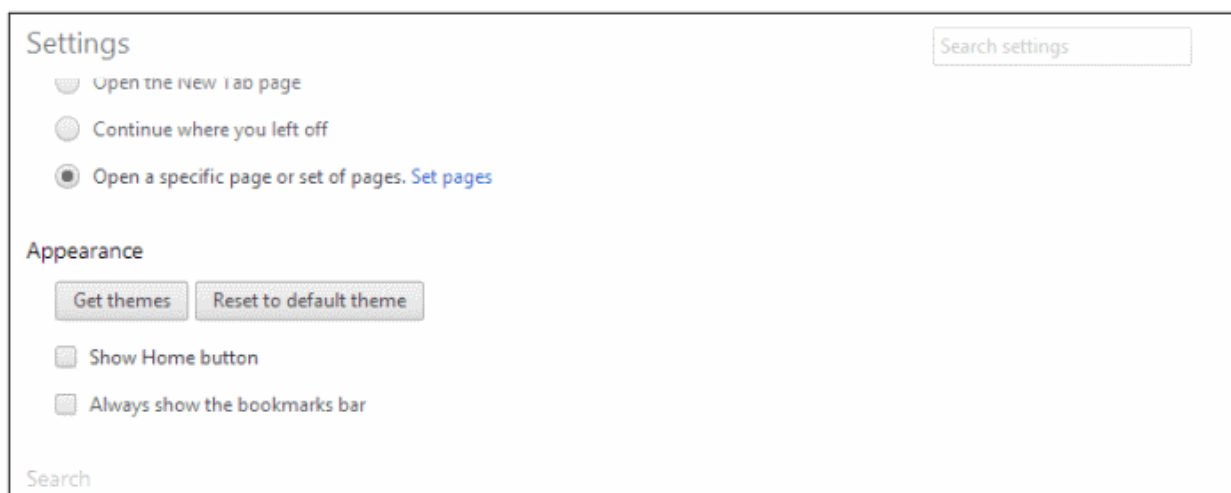 Settings
Search settings
Open the New Tab page
Continue where you left off
Open a specific page or set of pages. Set pages
Appearance
Get themes Reset to default theme
Show Home button
Always show the bookmarks bar
Search